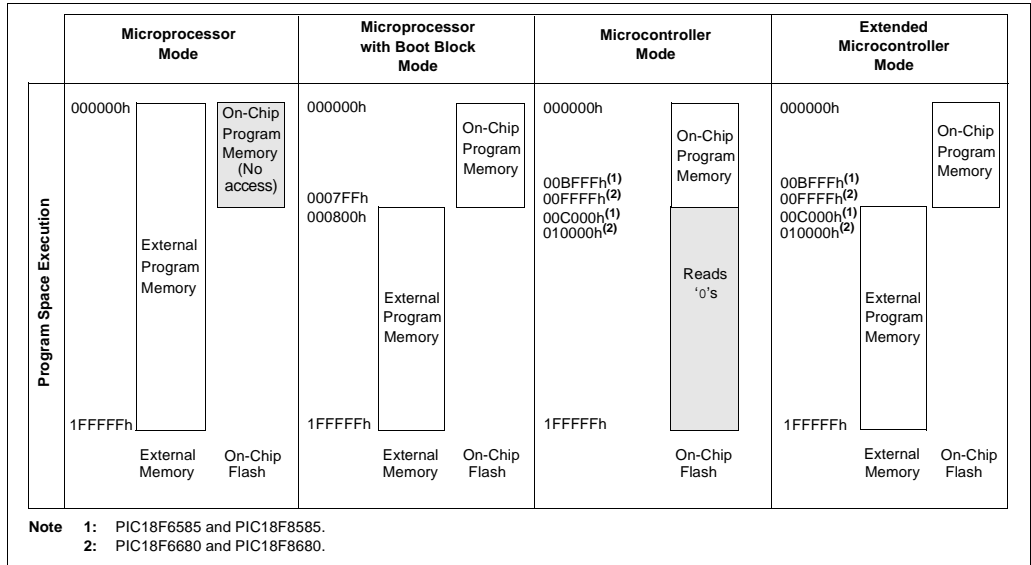 Microprocessor
Mode
Microprocessor
with Boot Block
Mode
Microcontroller
Mode
Extended
Microcontroller
Mode
Program Space Execution
000000h
On-Chip
Program
Memory
(No
access)
External
Program
Memory
1FFFFFh
External
Memory
On-Chip
Flash
000000h
On-Chip
Program
Memory
0007FFh
000800h
External
Program
Memory
1FFFFFh
External
Memory
On-Chip
Flash
000000h
On-Chip
Program
Memory
00BFFFh(1)
00FFFFh(2)
00C000h(1)
010000h(2)
Reads
‘0’s
1FFFFFh
On-Chip
Flash
000000h
On-Chip
Program
Memory
00BFFFh(1)
00FFFFh(2)
00C000h(1)
010000h(2)
External
Program
Memory
1FFFFFh
External
Memory
On-Chip
Flash
Note 1: PIC18F6585 and PIC18F8585.
2: PIC18F6680 and PIC18F8680.